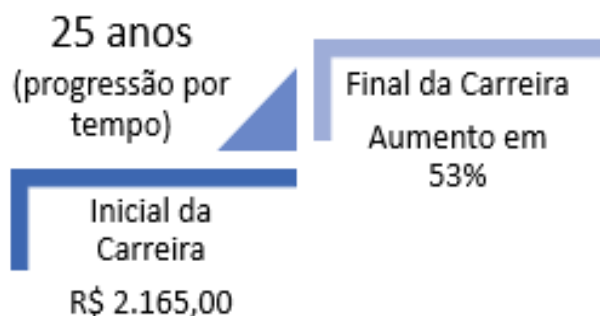 25 anos
(progressão por
tempo)
Inicial da
Carreira
R$ 2.165,00
Final da Carreira
Aumento em
53%